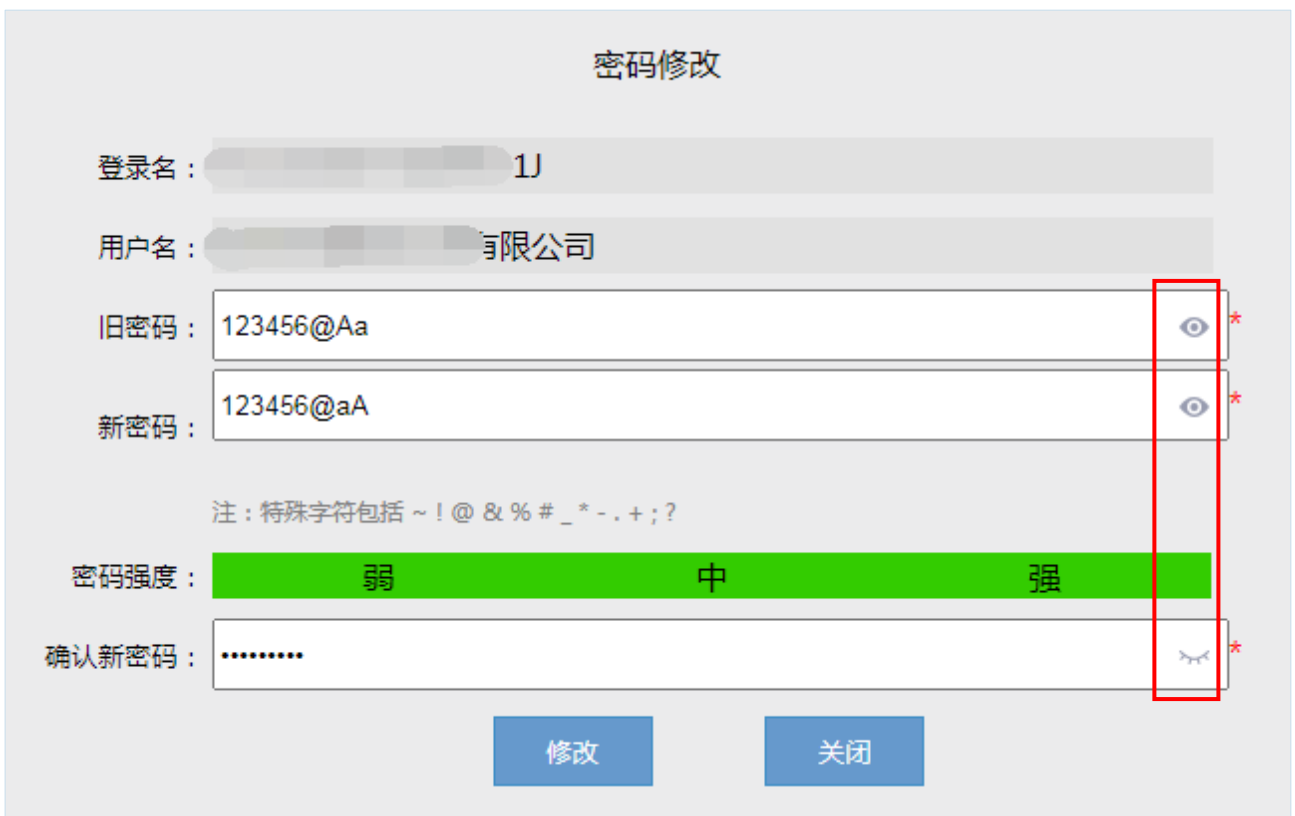 密码修改
登录名： 1J
用户名： 有限公司
旧密码： 123456@Aa *
新密码： 123456@aA *
注：特殊字符包括 ~ ! @ & % # _ * - . + ; ?
密码强度： 弱 中 强
确认新密码： ••••••••• *
修改 关闭